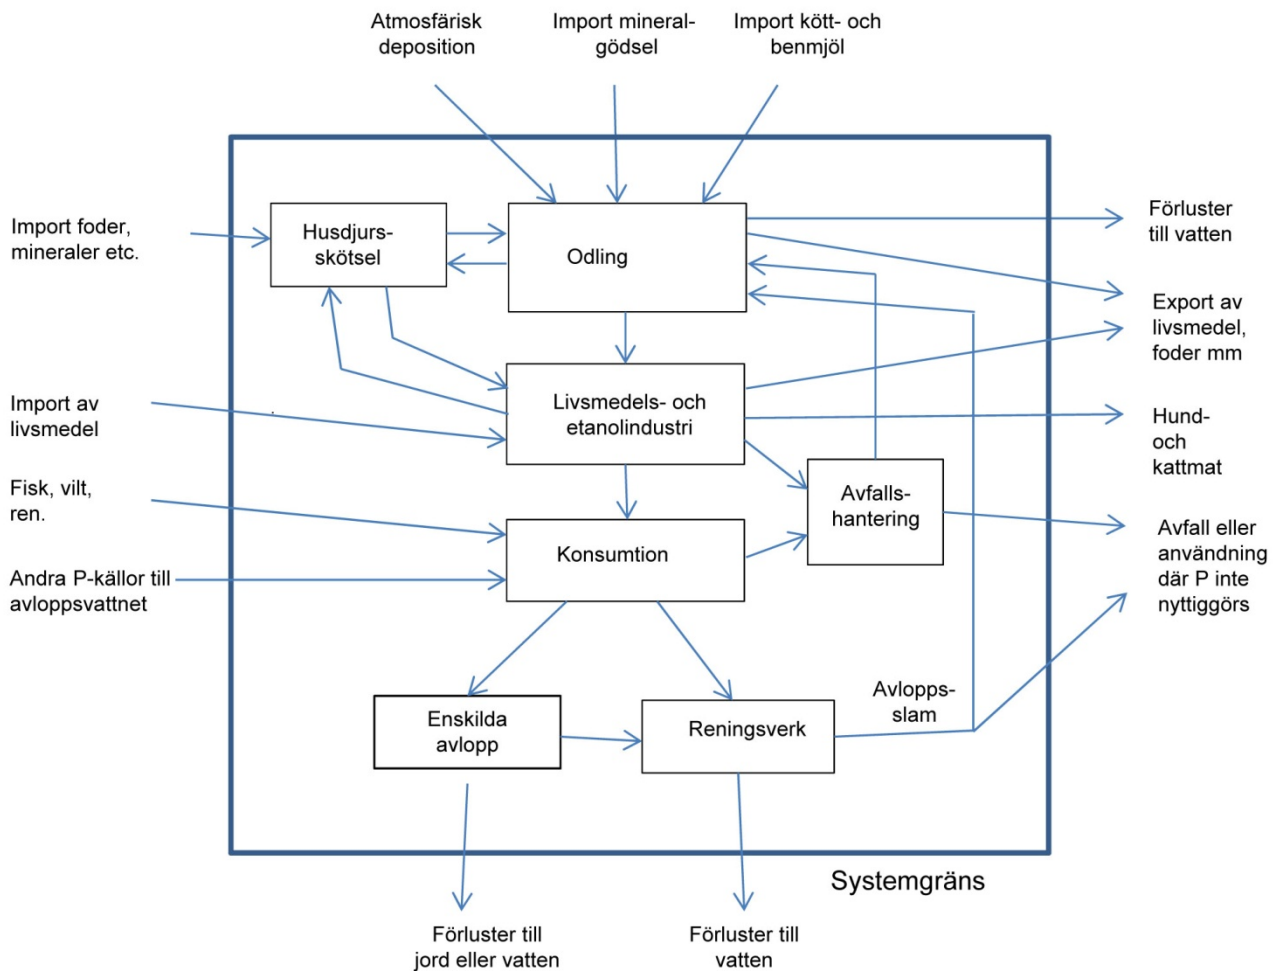 Atmosfärisk
deposition
Import mineral-
gödsel
Import kött- och
benmjöl
Import foder,
mineraler etc.
Husdjurs-
skötsel
Odling
Förluster
till vatten
Export av
livsmedel,
foder mm
Import av
livsmedel
Livsmedels- och
etanolindustri
Hund-
och
kattmat
Fisk, vilt,
ren.
Avfalls-
hantering
Konsumtion
Avfall eller
användning
där P inte
nyttiggörs
Andra P-källor till
avloppsvattnet
Enskilda
avlopp
Reningsverk
Avlopps-
slam
Systemgräns
Förluster till
jord eller vatten
Förluster till
vatten